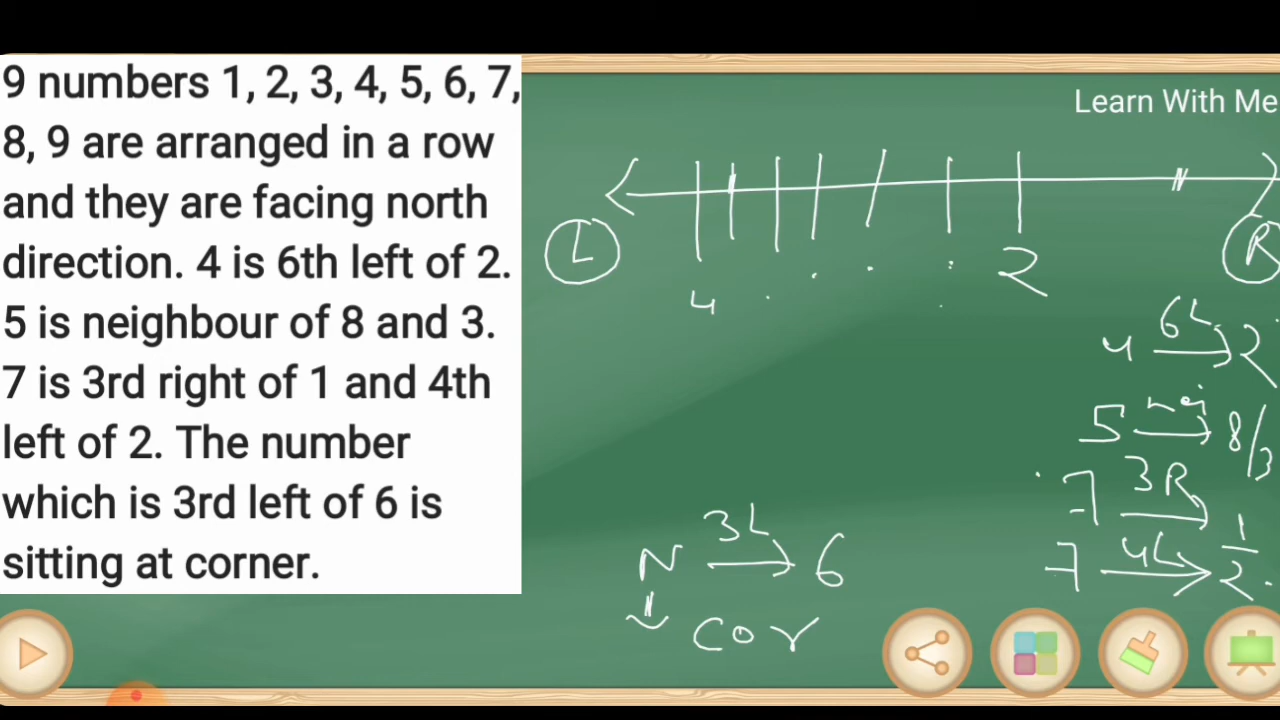 9 numbers 1, 2, 3, 4, 5, 6, 7,
8, 9 are arranged in a row
and they are facing north
direction. 4 is 6th left of 2.
5 is neighbour of 8 and 3.
7 is 3rd right of 1 and 4th
left of 2. The number
which is 3rd left of 6 is
sitting at corner.
Learn With Me
L
R
4
2
4 6L 2
5 nei 8/3
7 3R 1
7 4L 2
N 3L 6
cor